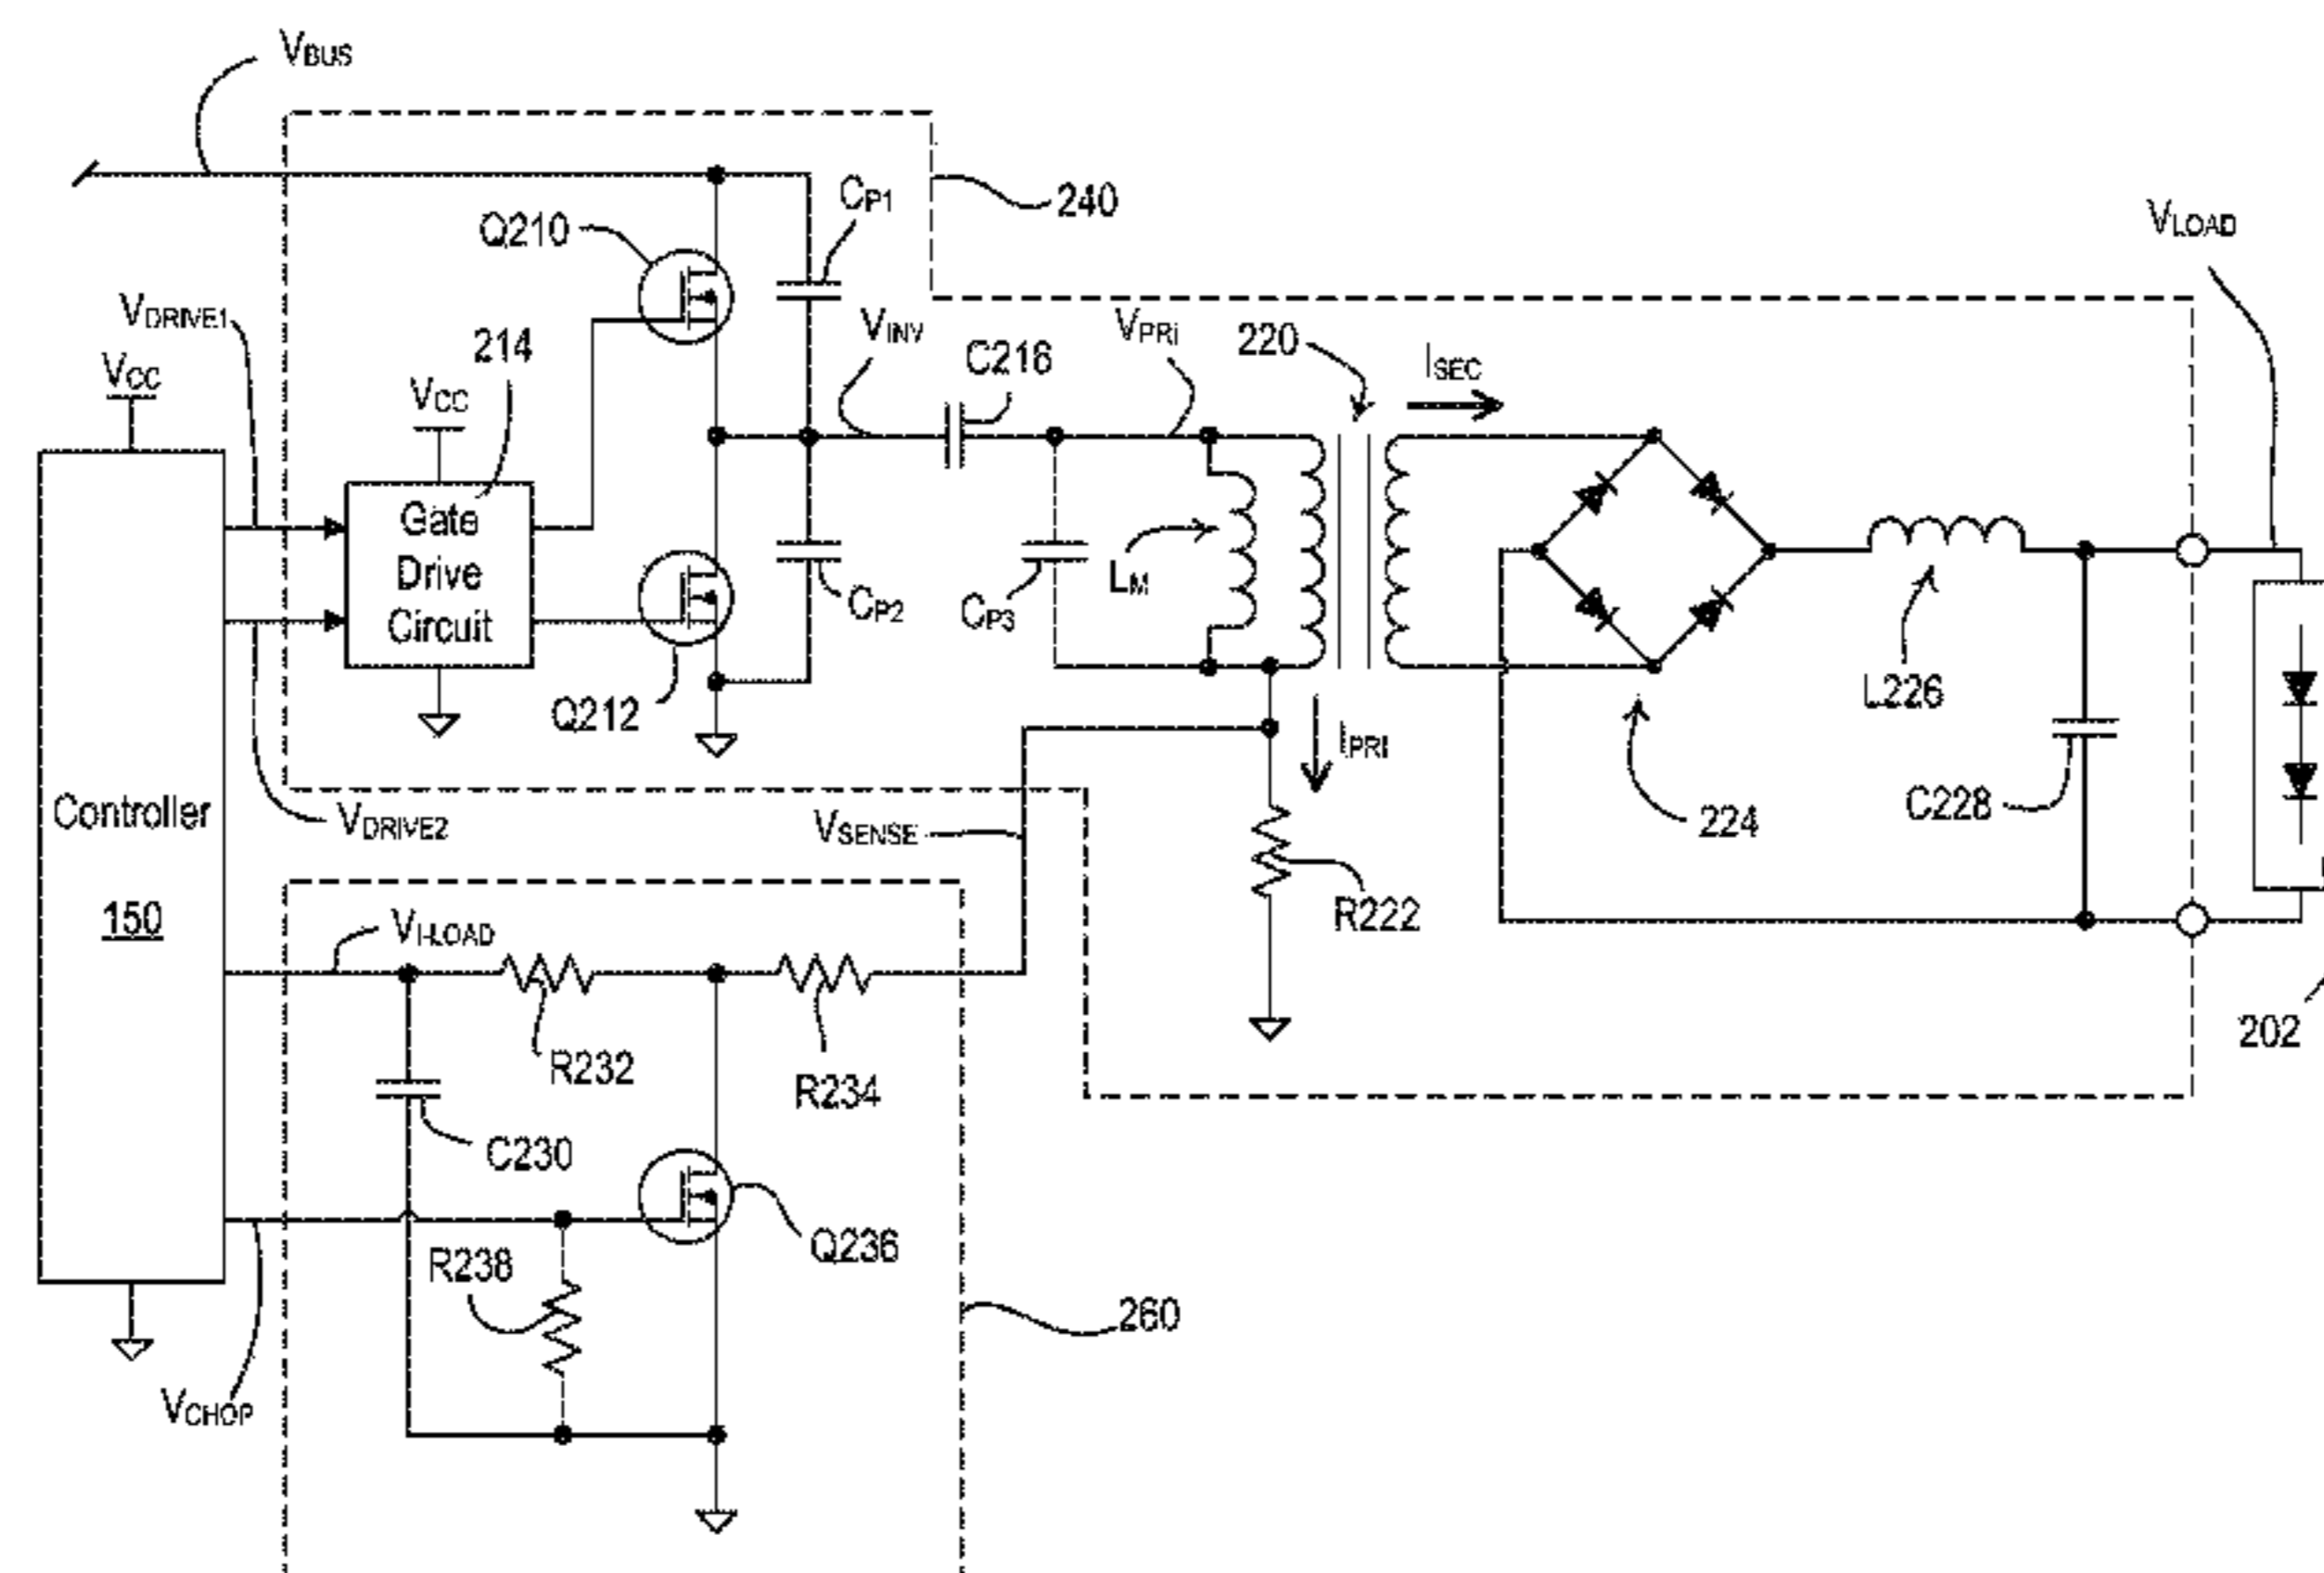 VBUS
CP1
240
Q210
VLOAD
VDRIVE1
214
VINV
VPRI
220
ISEC
C216
VCC
VCC
Gate
Drive
Circuit
LM
CP2
CP3
Q212
L226
IPRI
Controller
VDRIVE2
VSENSE
C228
224
150
VI-LOAD
R222
202
R232
R234
C230
Q236
R238
260
VCHOP